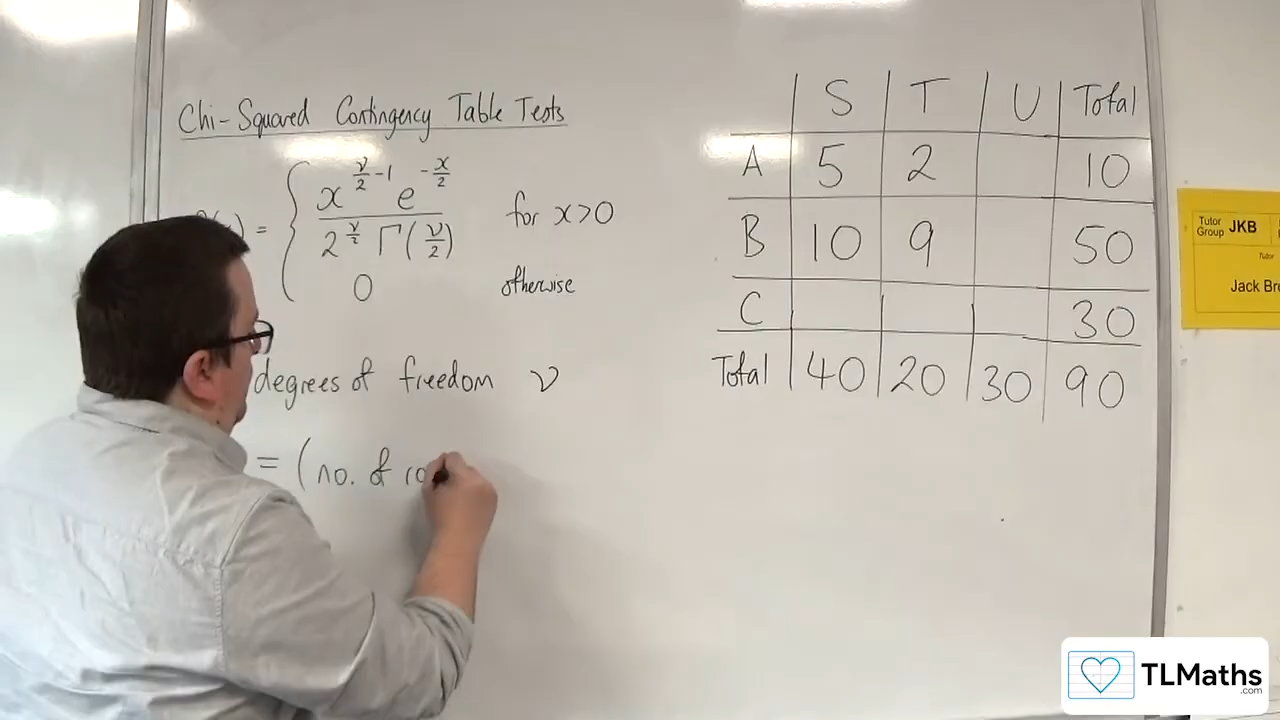 Chi-Squared Contingency Table Tests
= { x^(ν/2 -1) e^(-x/2) / 2^(ν/2) Γ(ν/2) for x>0
0 otherwise
degrees of freedom ν
= (no. of ro
S T U Total
A 5 2 10
B 10 9 50
C 30
Total 40 20 30 90
Tutor Group JKB
Tutor
Jack Bro
TLMaths
.com